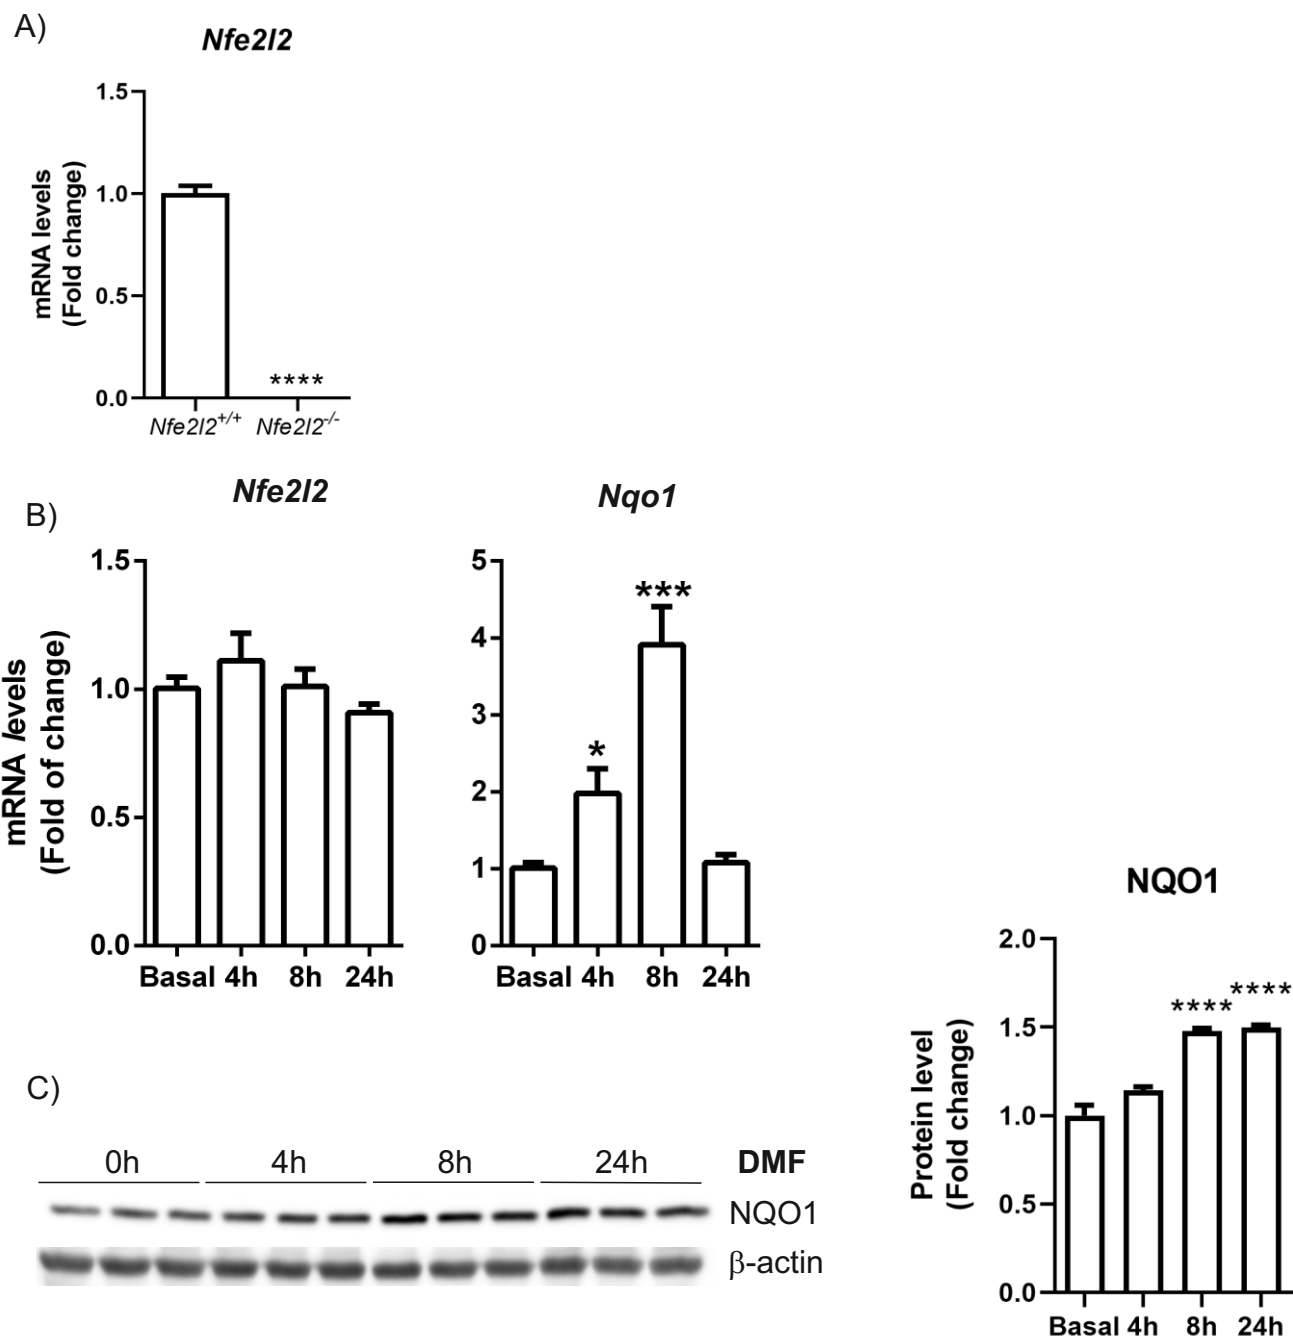 A)
Nfe2l2
mRNA levels
(Fold change)
1.5
1.0
0.5
0.0
****
Nfe2l2+/+ Nfe2l2-/-
B)
Nfe2l2
mRNA levels
(Fold of change)
1.5
1.0
0.5
0.0
Basal 4h 8h 24h
Nqo1
5
4
3
2
1
0
*
***
Basal 4h 8h 24h
C)
0h 4h 8h 24h DMF
NQO1
β-actin
NQO1
Protein level
(Fold change)
2.0
1.5
1.0
0.5
0.0
****
****
Basal 4h 8h 24h